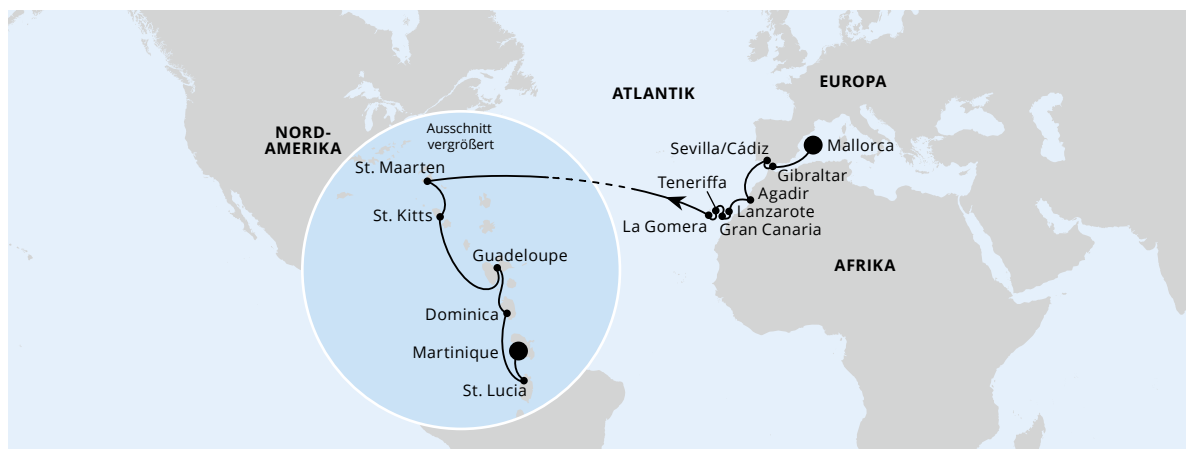 EUROPA
ATLANTIK
NORD-
AMERIKA
Ausschnitt
vergrößert
St. Maarten
St. Kitts
Guadeloupe
Dominica
Martinique
St. Lucia
Sevilla/Cádiz
Mallorca
Gibraltar
Teneriffa
Agadir
Lanzarote
La Gomera
Gran Canaria
AFRIKA